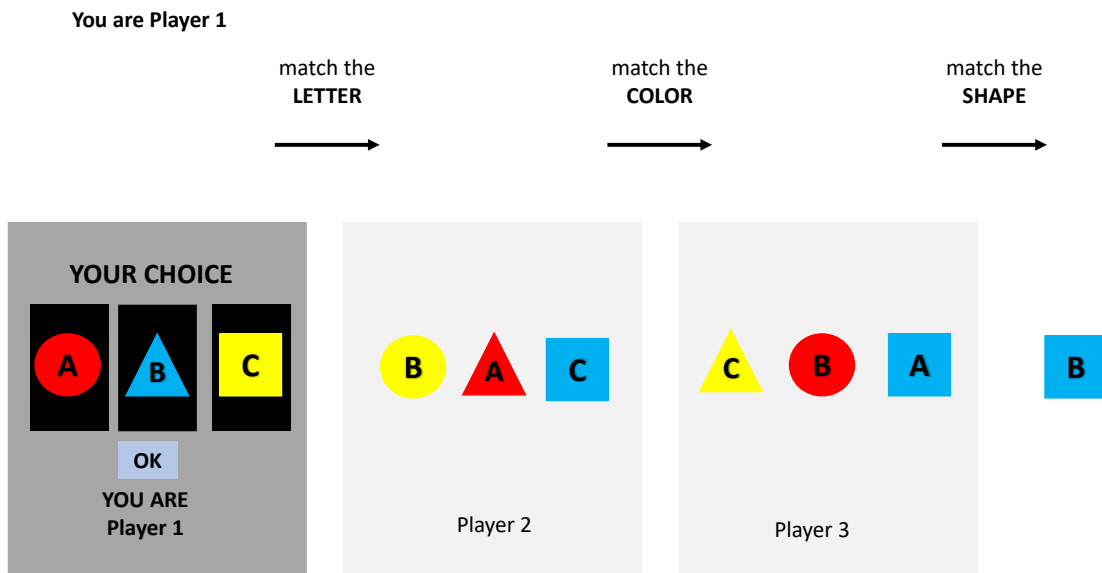 You are Player 1
match the
LETTER
match the
COLOR
match the
SHAPE
YOUR CHOICE
A B C
OK
YOU ARE
Player 1
B A C
Player 2
C B A
Player 3
B